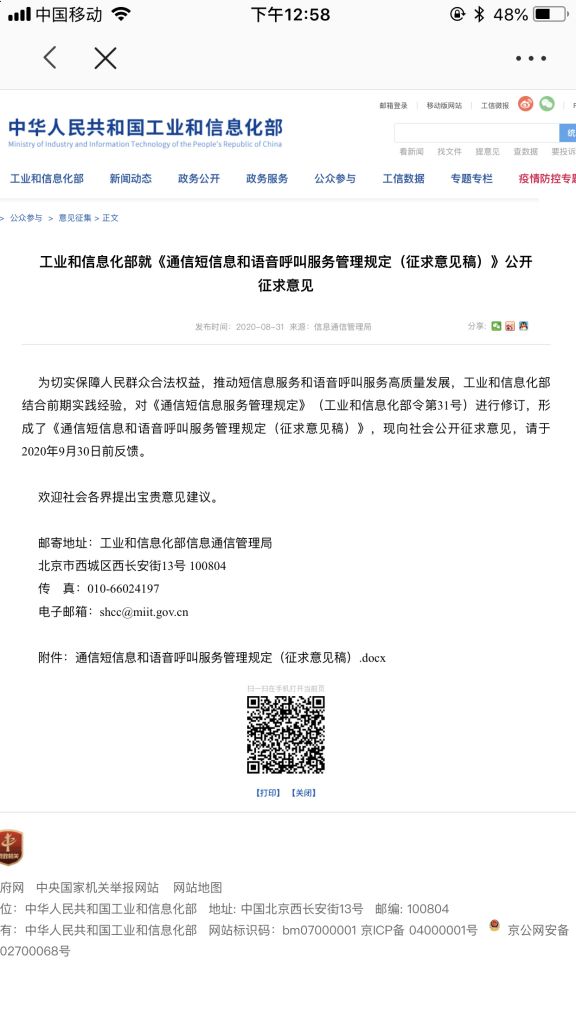 中国移动 下午12:58 48%
邮箱登录 | 移动版网站 | 工信微报
中华人民共和国工业和信息化部
Ministry of Industry and Information Technology of the People's Republic of China
看新闻 找文件 提意见 查数据 要投诉
工业和信息化部 新闻动态 政务公开 政务服务 公众参与 工信数据 专题专栏 疫情防控专题
> 公众参与 > 意见征集 > 正文
工业和信息化部就《通信短信息和语音呼叫服务管理规定（征求意见稿）》公开
征求意见
发布时间：2020-08-31 来源：信息通信管理局
分享:
为切实保障人民群众合法权益，推动短信息服务和语音呼叫服务高质量发展，工业和信息化部
结合前期实践经验，对《通信短信息服务管理规定》（工业和信息化部令第31号）进行修订，形
成了《通信短信息和语音呼叫服务管理规定（征求意见稿）》，现向社会公开征求意见，请于
2020年9月30日前反馈。
欢迎社会各界提出宝贵意见建议。
邮寄地址：工业和信息化部信息通信管理局
北京市西城区西长安街13号 100804
传 真：010-66024197
电子邮箱：shcc@miit.gov.cn
附件：通信短信息和语音呼叫服务管理规定（征求意见稿）.docx
扫一扫在手机打开当前页
【打印】 【关闭】
府网 中央国家机关举报网站 网站地图
位：中华人民共和国工业和信息化部 地址: 中国北京西长安街13号 邮编: 100804
有：中华人民共和国工业和信息化部 网站标识码：bm07000001 京ICP备 04000001号 京公网安备
02700068号